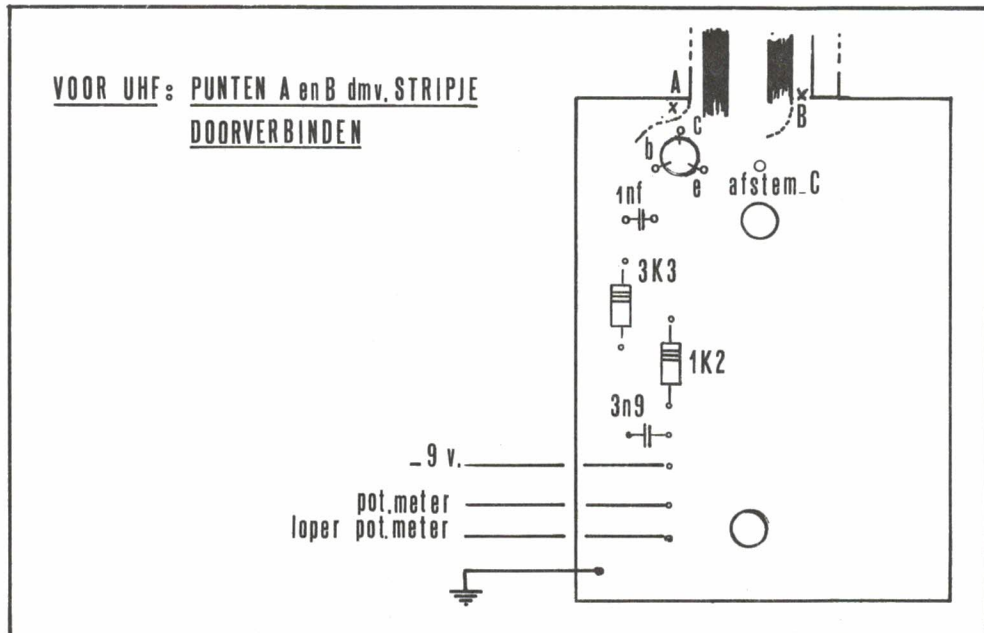 VOOR UHF: PUNTEN A en B dmv. STRIPJE
DOORVERBINDEN
A
B
c
b
e
afstem_C
1nf
3K3
1K2
3n9
_9 v.
pot.meter
loper pot.meter